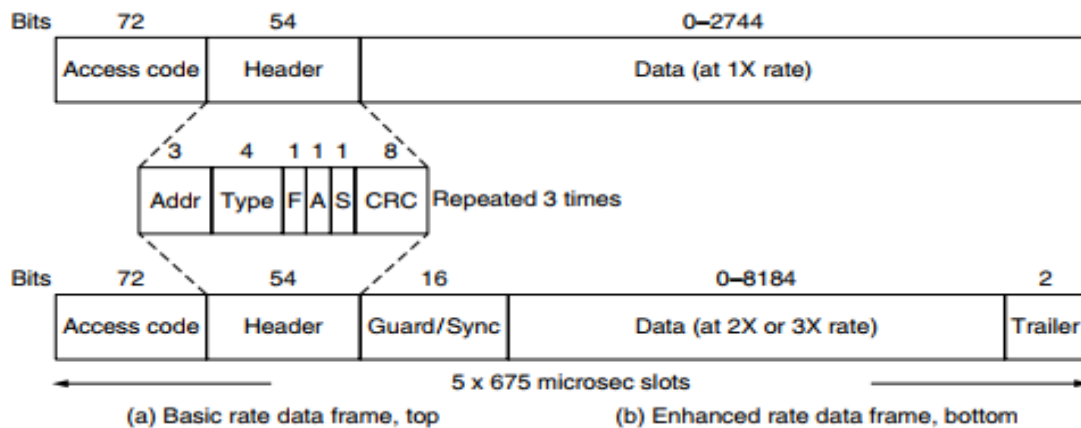 Bits 72 54 0–2744
Access code Header Data (at 1X rate)
3 4 1 1 1 8
Addr Type F A S CRC Repeated 3 times
Bits 72 54 16 0–8184 2
Access code Header Guard/Sync Data (at 2X or 3X rate) Trailer
5 x 675 microsec slots
(a) Basic rate data frame, top (b) Enhanced rate data frame, bottom